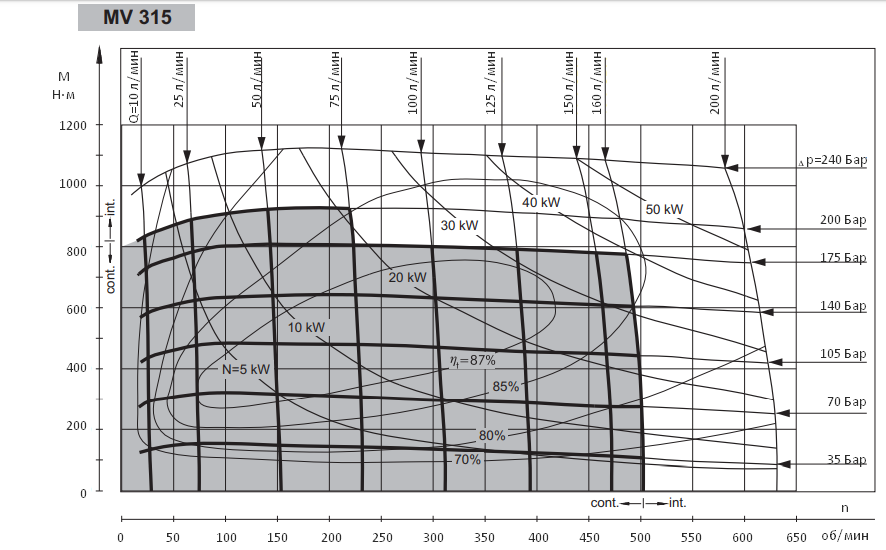 MV 315
М
Н·м
Q=10 л/мин
25 л/мин
50 л/мин
75 л/мин
100 л/мин
125 л/мин
150 л/мин
160 л/мин
200 л/мин
1200
1000
800
600
400
200
0
cont.
int.
Δp=240 Бар
200 Бар
175 Бар
140 Бар
105 Бар
70 Бар
35 Бар
50 kW
40 kW
30 kW
20 kW
10 kW
N=5 kW
ηt=87%
85%
80%
70%
cont.
int.
n
0 50 100 150 200 250 300 350 400 450 500 550 600 650 об/мин